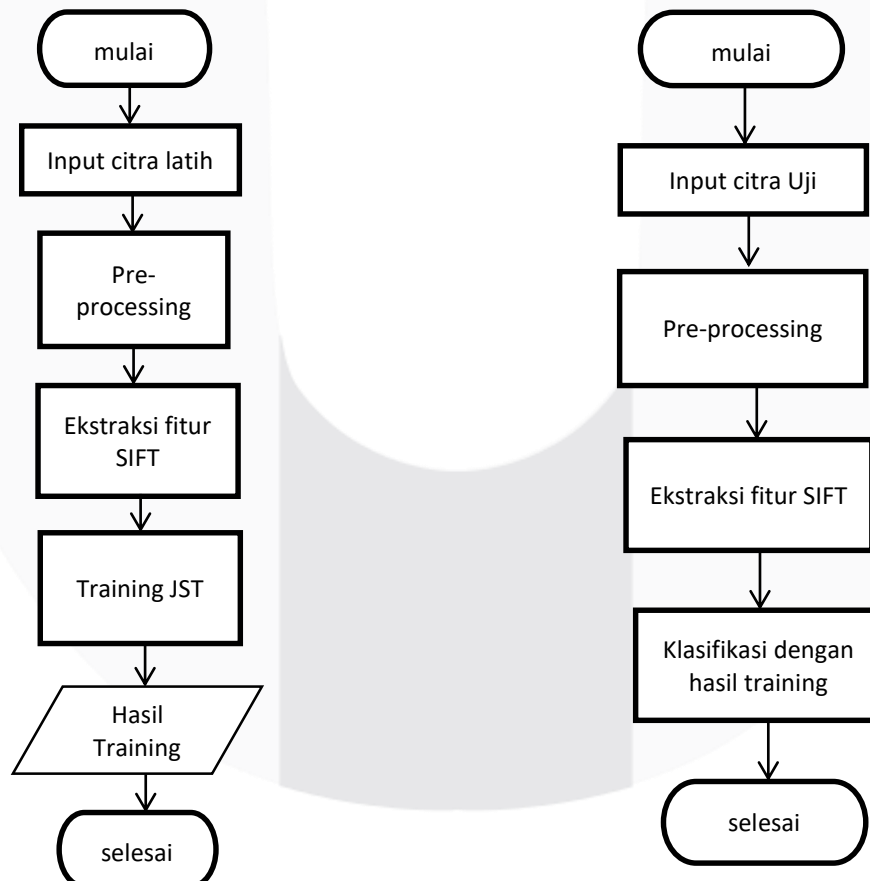 mulai
Input citra latih
Pre-
processing
Ekstraksi fitur
SIFT
Training JST
Hasil
Training
selesai
mulai
Input citra Uji
Pre-processing
Ekstraksi fitur SIFT
Klasifikasi dengan
hasil training
selesai